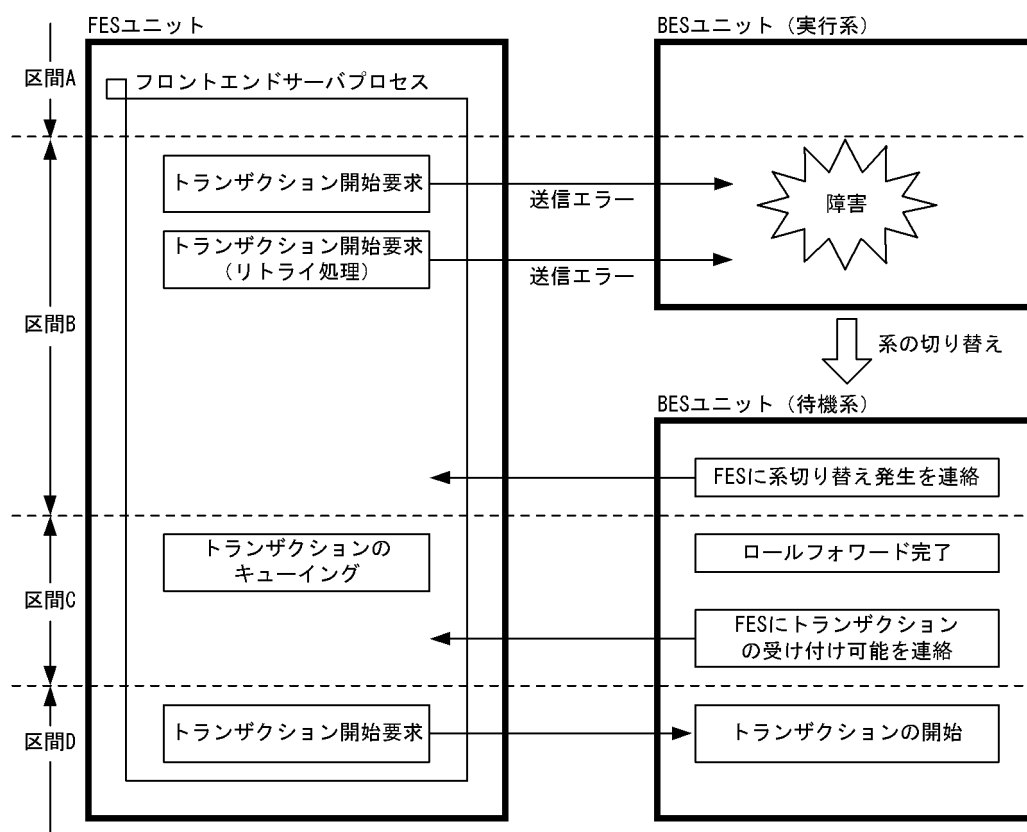 FESユニット
BESユニット（実行系）
区間A
フロントエンドサーバプロセス
トランザクション開始要求
送信エラー
障害
トランザクション開始要求
（リトライ処理）
送信エラー
区間B
系の切り替え
BESユニット（待機系）
FESに系切り替え発生を連絡
トランザクションの
キューイング
ロールフォワード完了
区間C
FESにトランザクション
の受け付け可能を連絡
区間D
トランザクション開始要求
トランザクションの開始